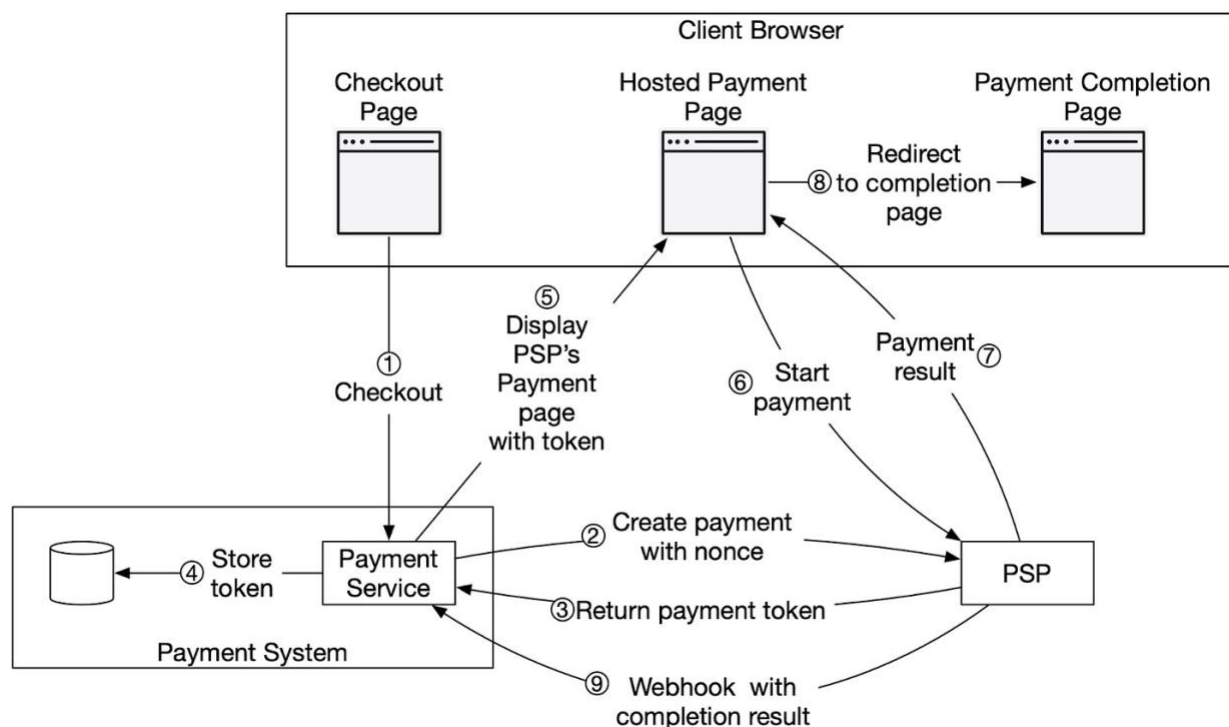 Client Browser
Checkout
Page
Hosted Payment
Page
Payment Completion
Page
⑧
Redirect
to completion
page
①
Checkout
⑤
Display
PSP’s
Payment
page
with token
⑥
Start
payment
Payment
result
⑦
②
Create payment
with nonce
④
Store
token
Payment
Service
PSP
③
Return payment token
Payment System
⑨
Webhook with
completion result